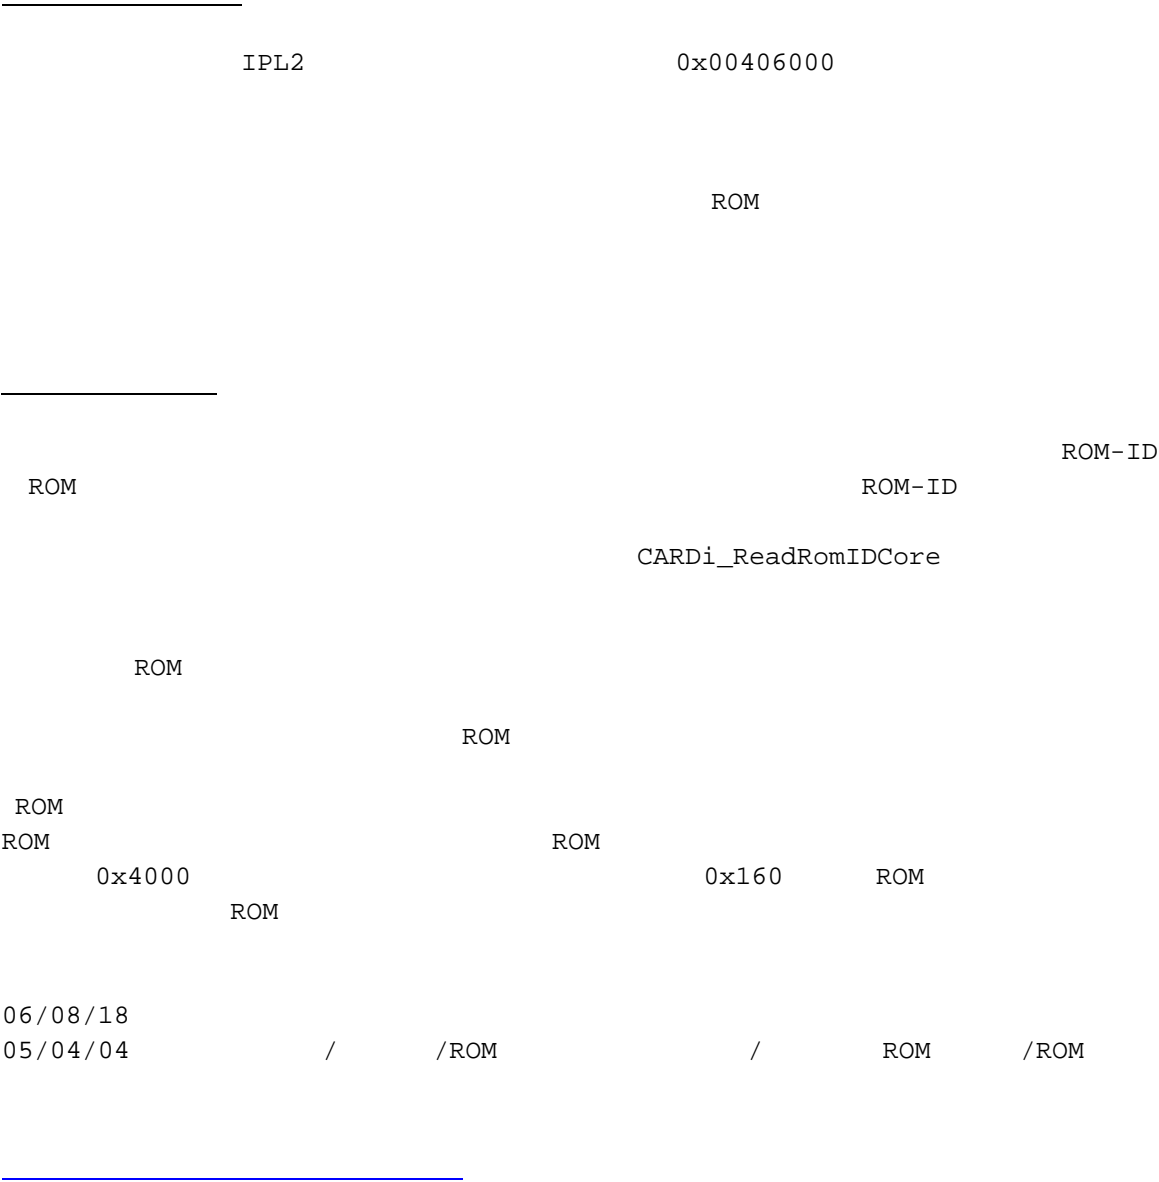 IPL2 0x00406000
ROM
ROM-ID
ROM ROM-ID
CARDi_ReadRomIDCore
ROM
ROM
ROM
ROM ROM
0x4000 0x160 ROM
ROM
06/08/18
05/04/04 / /ROM / ROM /ROM